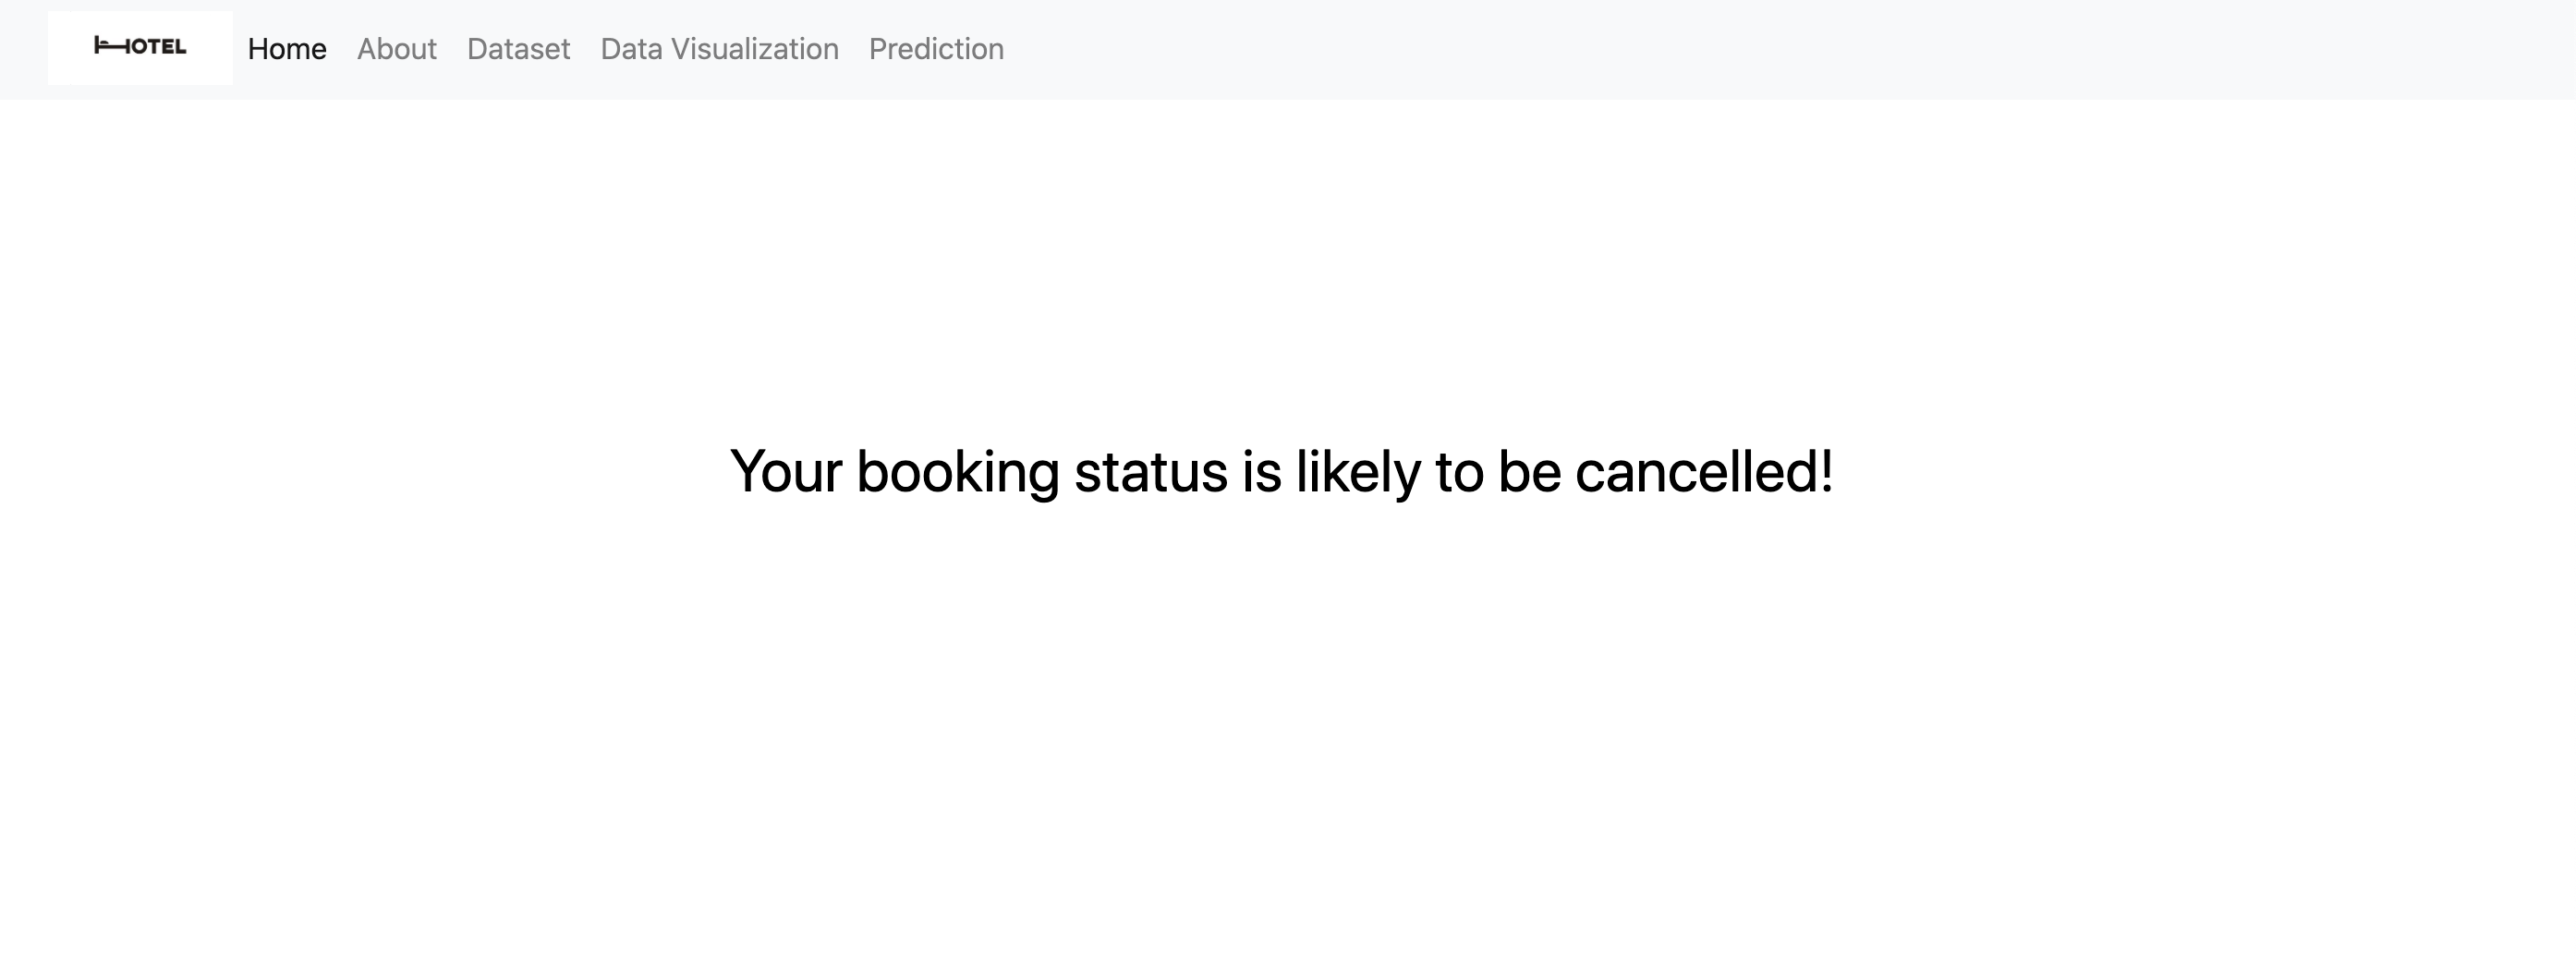 HOTEL Home About Dataset Data Visualization Prediction
Your booking status is likely to be cancelled!